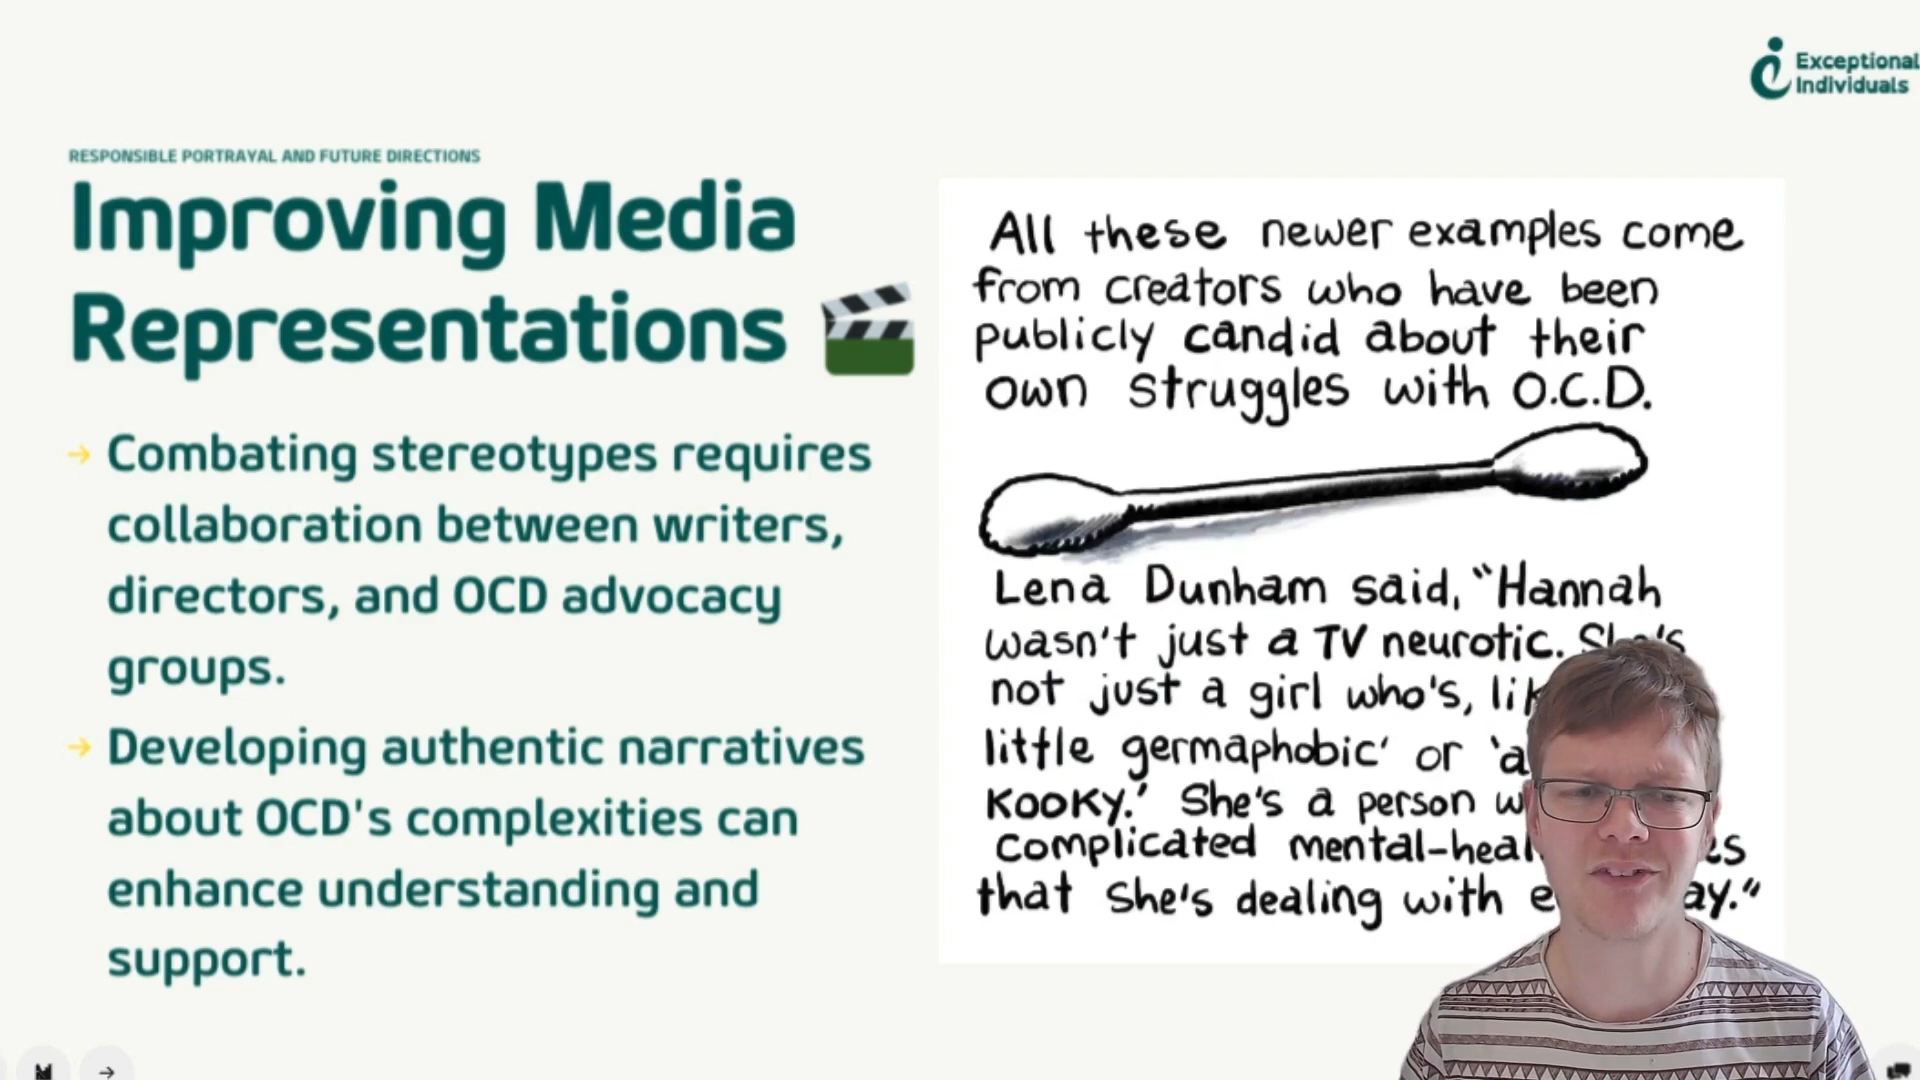 Exceptional
Individuals
RESPONSIBLE PORTRAYAL AND FUTURE DIRECTIONS
Improving Media
Representations
Combating stereotypes requires
collaboration between writers,
directors, and OCD advocacy
groups.
Developing authentic narratives
about OCD's complexities can
enhance understanding and
support.
All these newer examples come
from creators who have been
publicly candid about their
own struggles with O.C.D.
Lena Dunham said, "Hannah
wasn't just a TV neurotic. She's
not just a girl who's,
little germaphobic' or
KOOKY.' She's a person
complicated
that She's dealing with